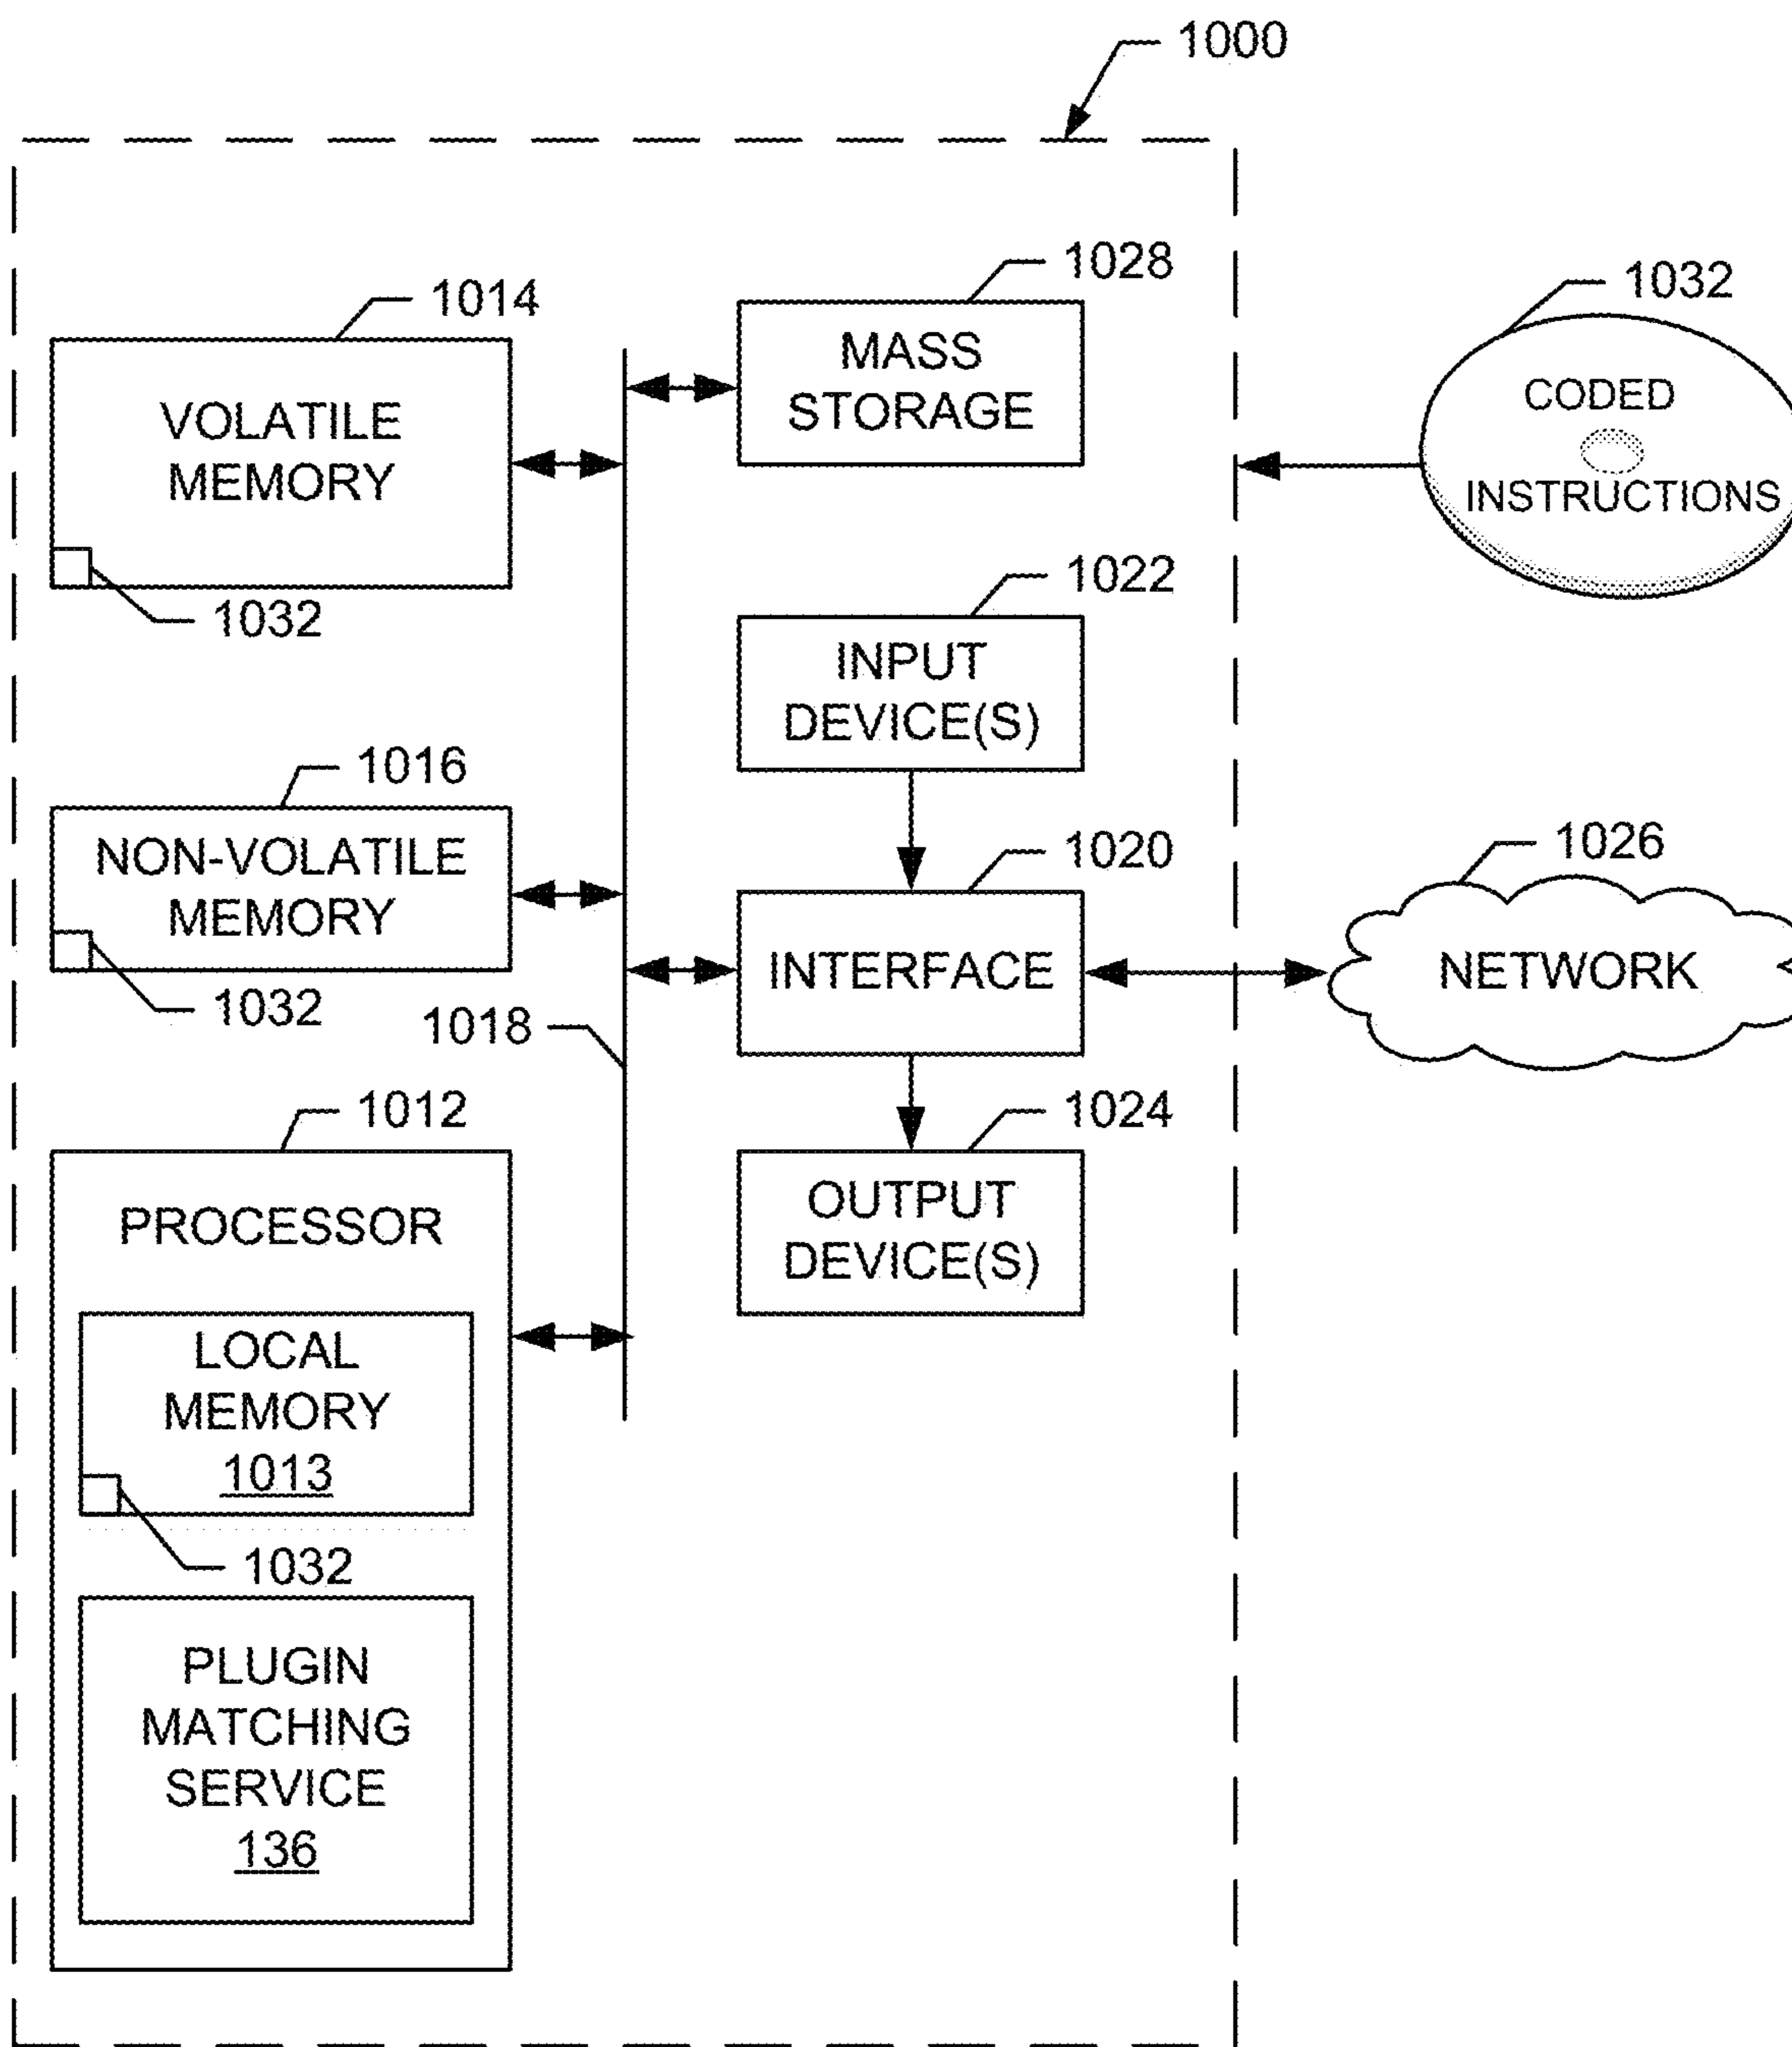 1000
1028
1014
MASS
STORAGE
1032
VOLATILE
MEMORY
CODED
INSTRUCTIONS
1032
1022
INPUT
DEVICE(S)
1016
NON-VOLATILE
MEMORY
1032
1018
1020
INTERFACE
1026
NETWORK
1012
PROCESSOR
1024
OUTPUT
DEVICE(S)
LOCAL
MEMORY
1013
1032
PLUGIN
MATCHING
SERVICE
136